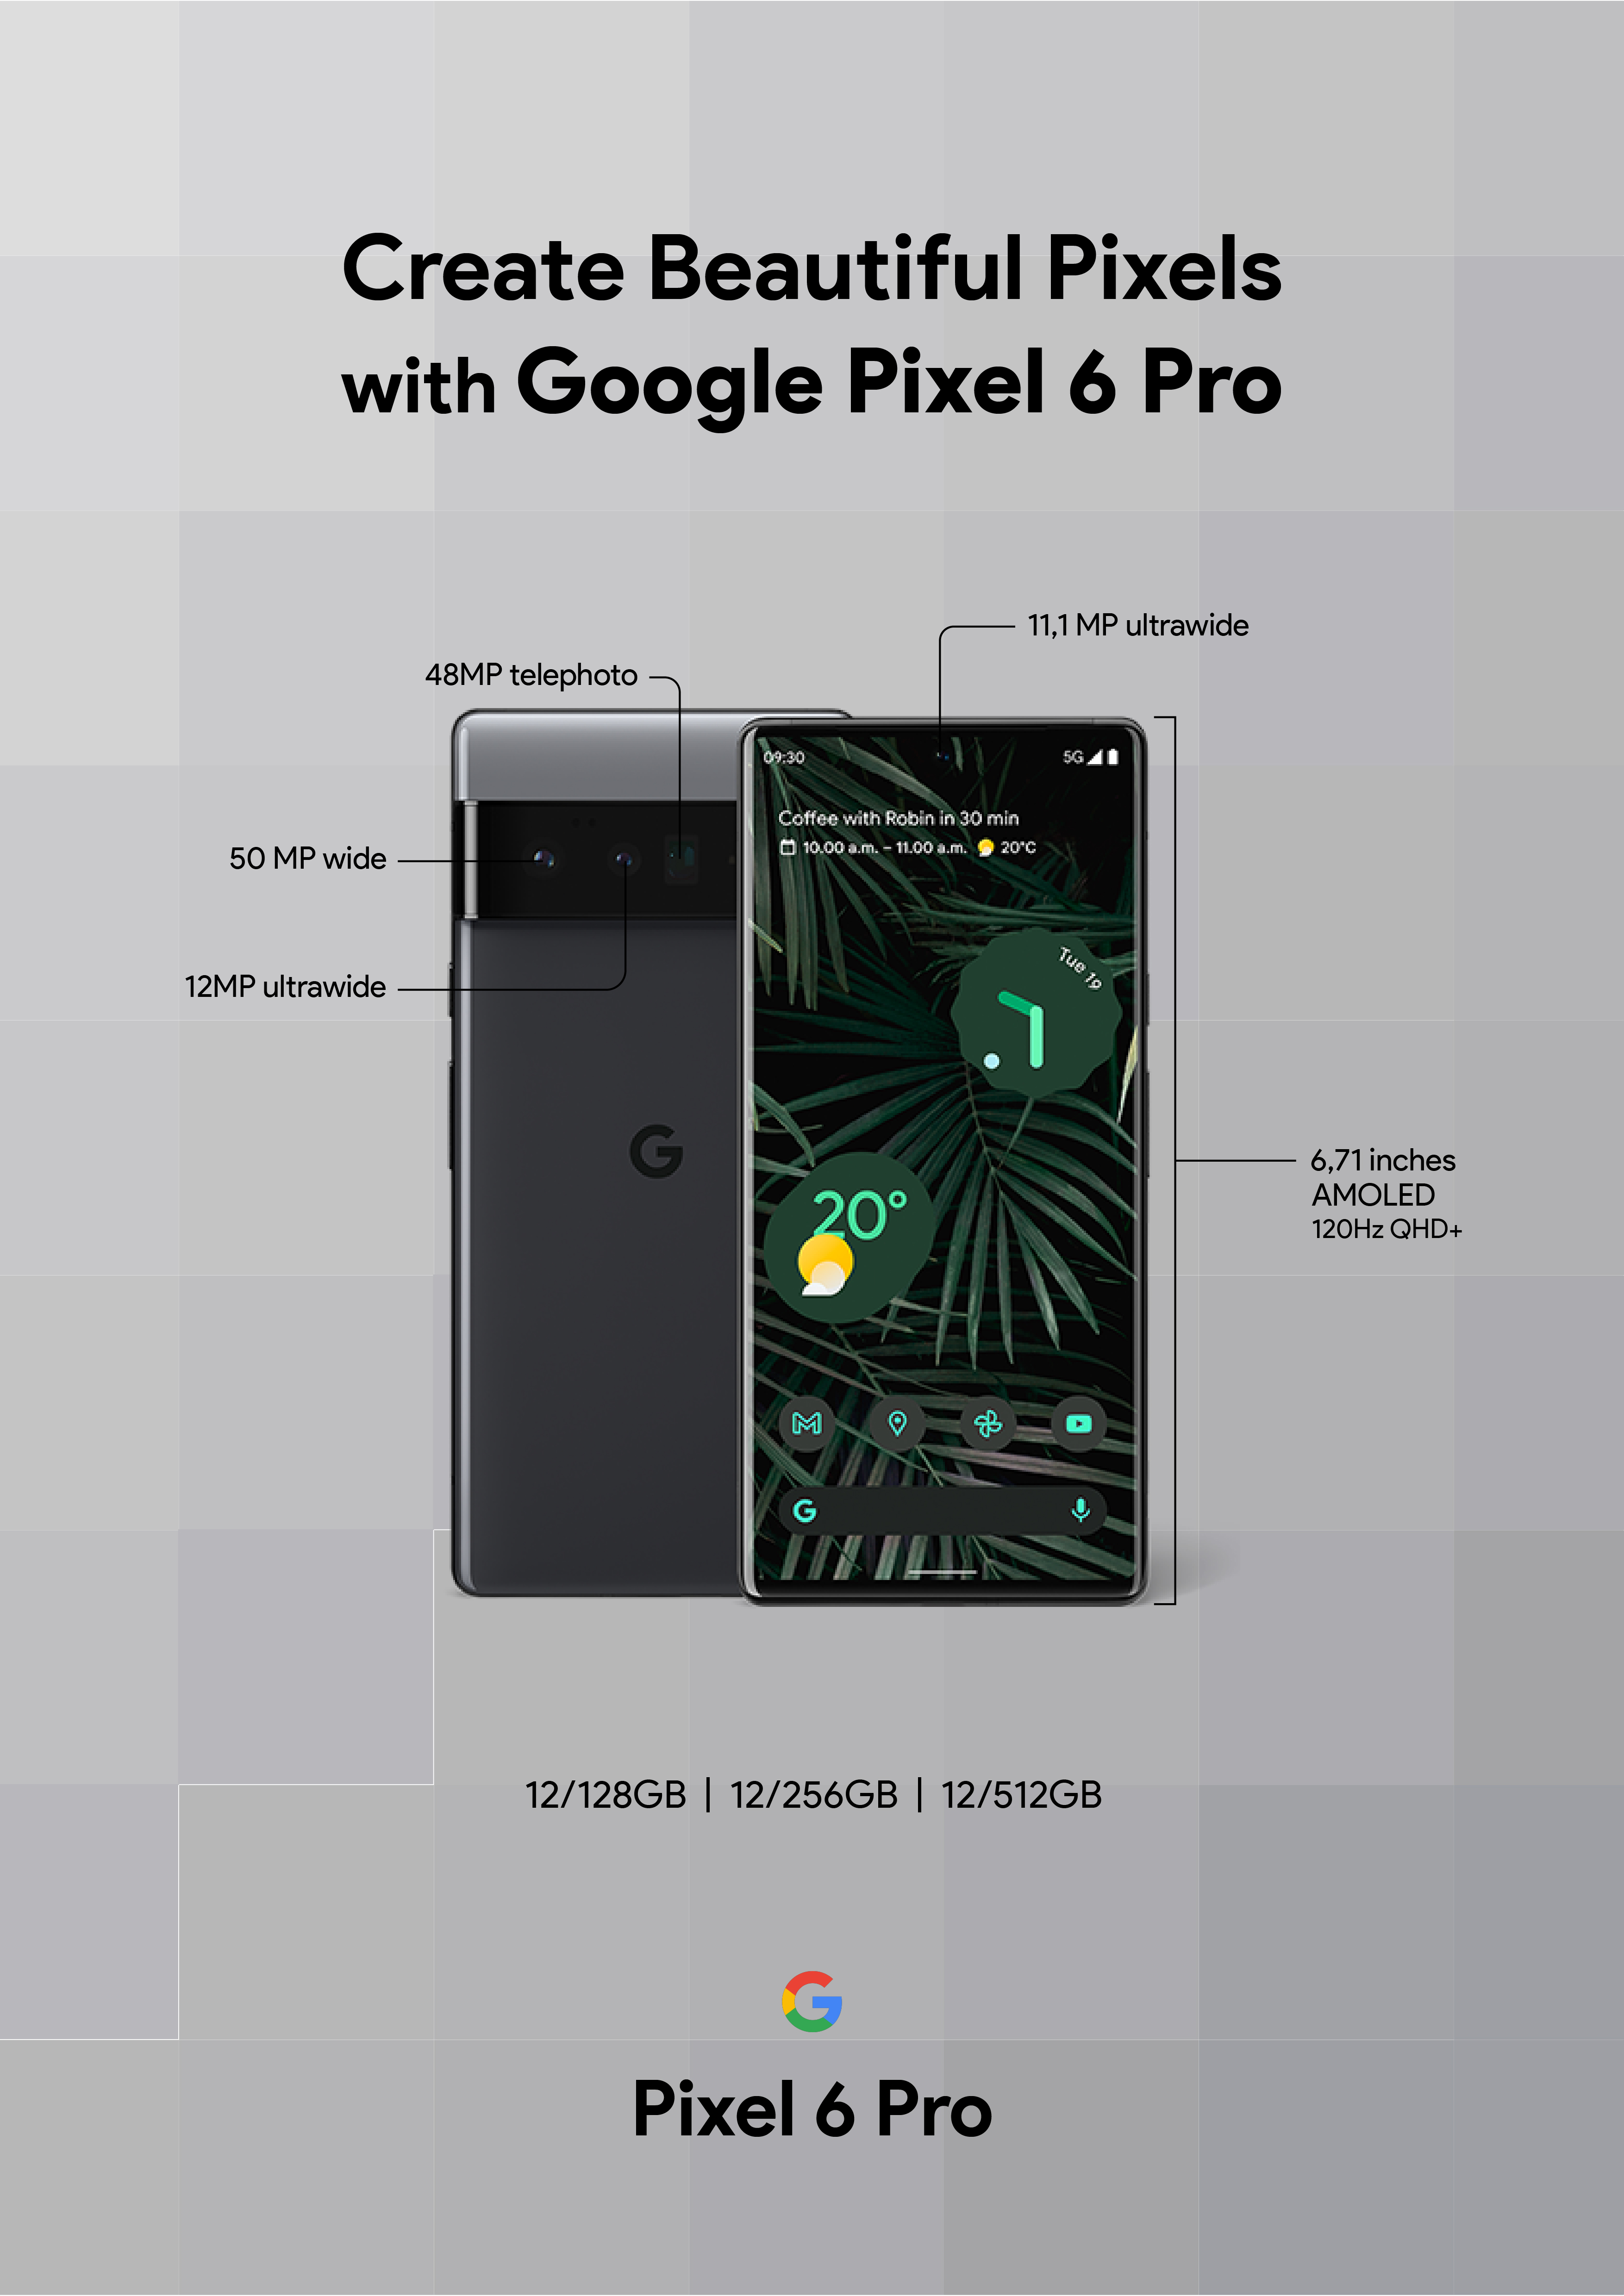 Create Beautiful Pixels
with Google Pixel 6 Pro
11,1 MP ultrawide
48MP telephoto
50 MP wide
12MP ultrawide
09:30
5G
Coffee with Robin in 30 min
10.00 a.m. – 11.00 a.m. 20°C
Tue 19
20°
G
G
6,71 inches
AMOLED
120Hz QHD+
12/128GB | 12/256GB | 12/512GB
G
Pixel 6 Pro